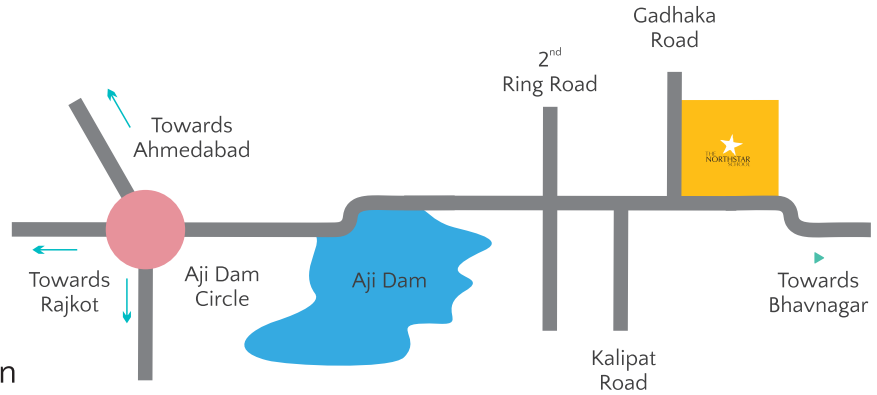 Gadhaka
Road
2nd
Ring Road
Towards
Ahmedabad
THE
NORTHSTAR
SCHOOL
Towards
Rajkot
Aji Dam
Circle
Aji Dam
Towards
Bhavnagar
Kalipat
Road
n